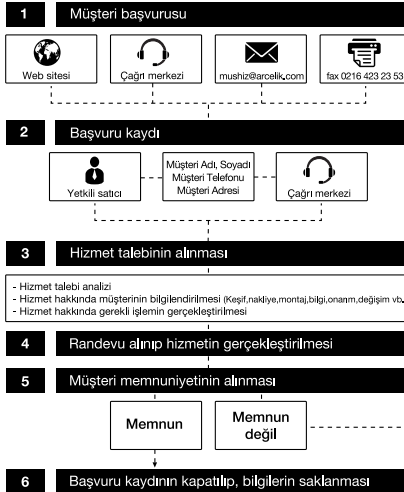 1 Müşteri başvurusu
Web sitesi
Çağrı merkezi
mushiz@arcelik.com
fax 0216 423 23 53
2 Başvuru kaydı
Yetkili satıcı
Müşteri Adı, Soyadı
Müşteri Telefonu
Müşteri Adresi
Çağrı merkezi
3 Hizmet talebinin alınması
- Hizmet talebi analizi
- Hizmet hakkında müşterinin bilgilendirilmesi (Keşif,nakliye,montaj,bilgi,onarım,değişim vb.
- Hizmet hakkında gerekli işlemin gerçekleştirilmesi
4 Randevu alınıp hizmetin gerçekleştirilmesi
5 Müşteri memnuniyetinin alınması
Memnun
Memnun
değil
6 Başvuru kaydının kapatılıp, bilgilerin saklanması